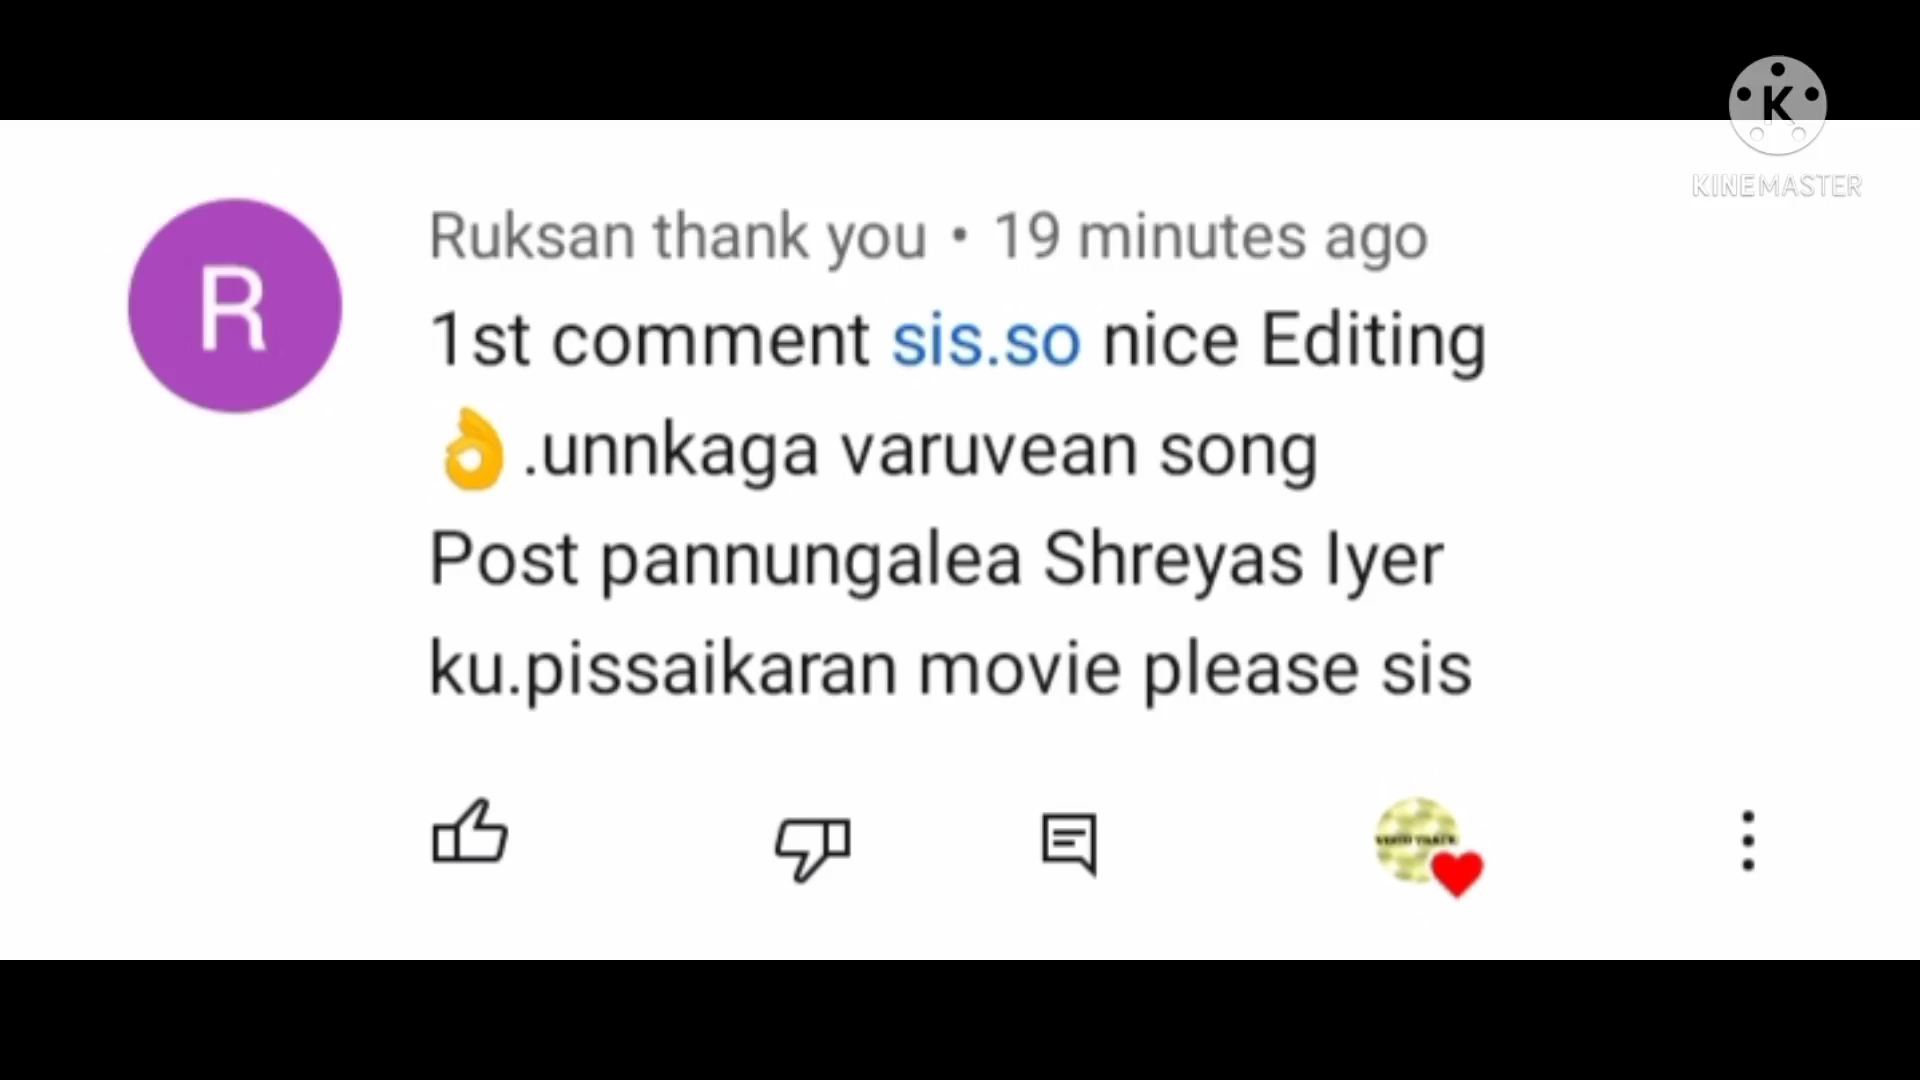 K
KINEMASTER
R
Ruksan thank you • 19 minutes ago
1st comment sis.so nice Editing
👌.unnkaga varuvean song
Post pannungalea Shreyas Iyer
ku.pissaikaran movie please sis